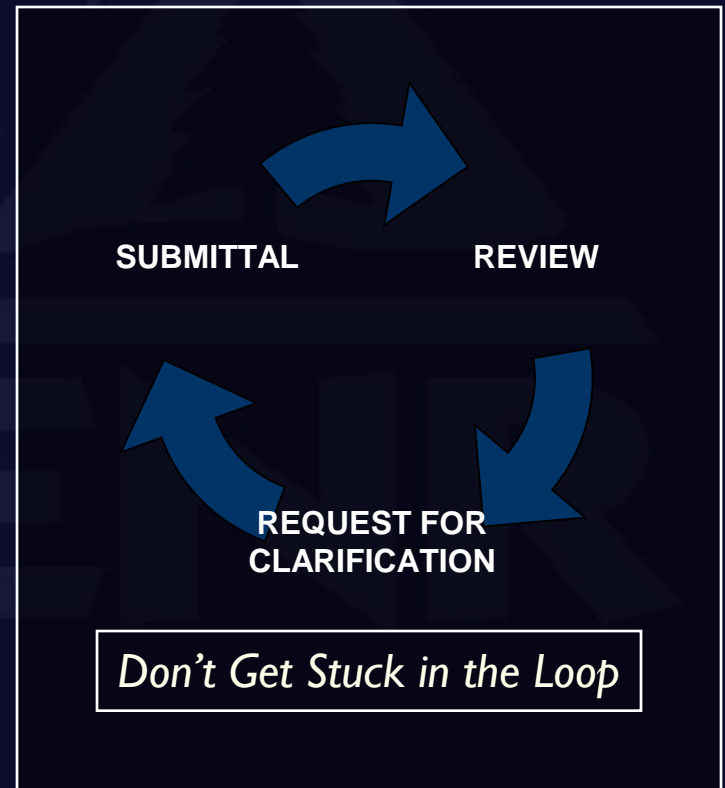 SUBMITTAL
REVIEW
REQUEST FOR
CLARIFICATION
Don't Get Stuck in the Loop